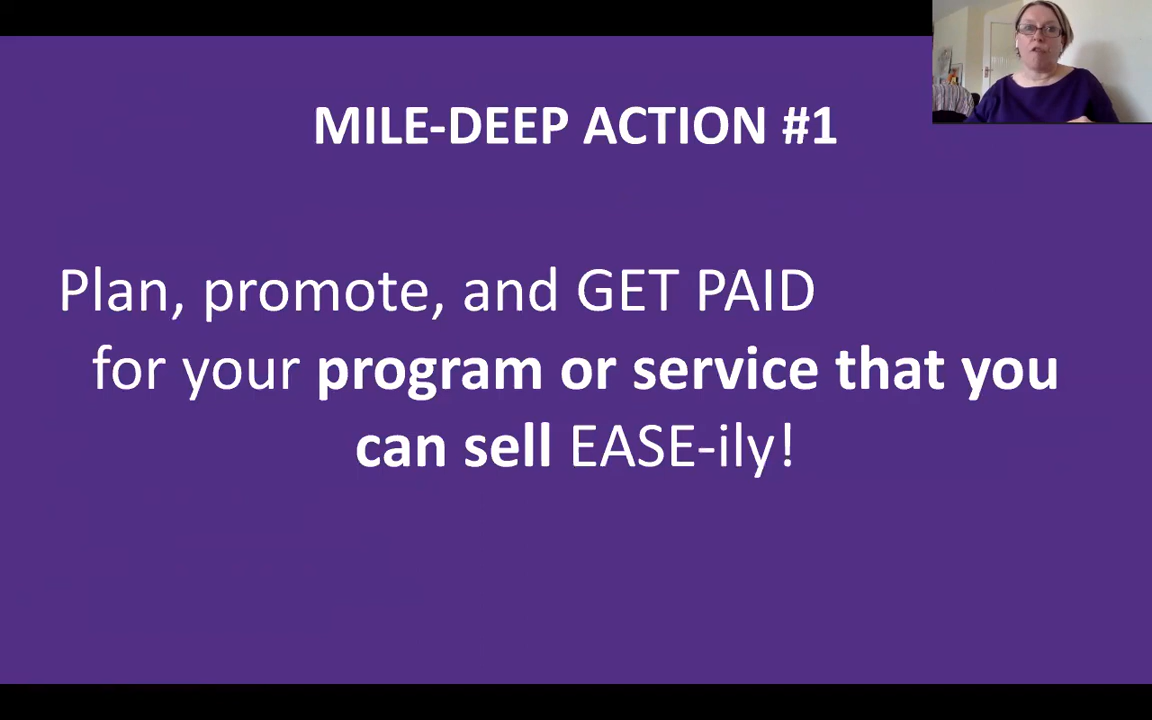 MILE-DEEP ACTION #1
Plan, promote, and GET PAID
for your program or service that you
can sell EASE-ily!